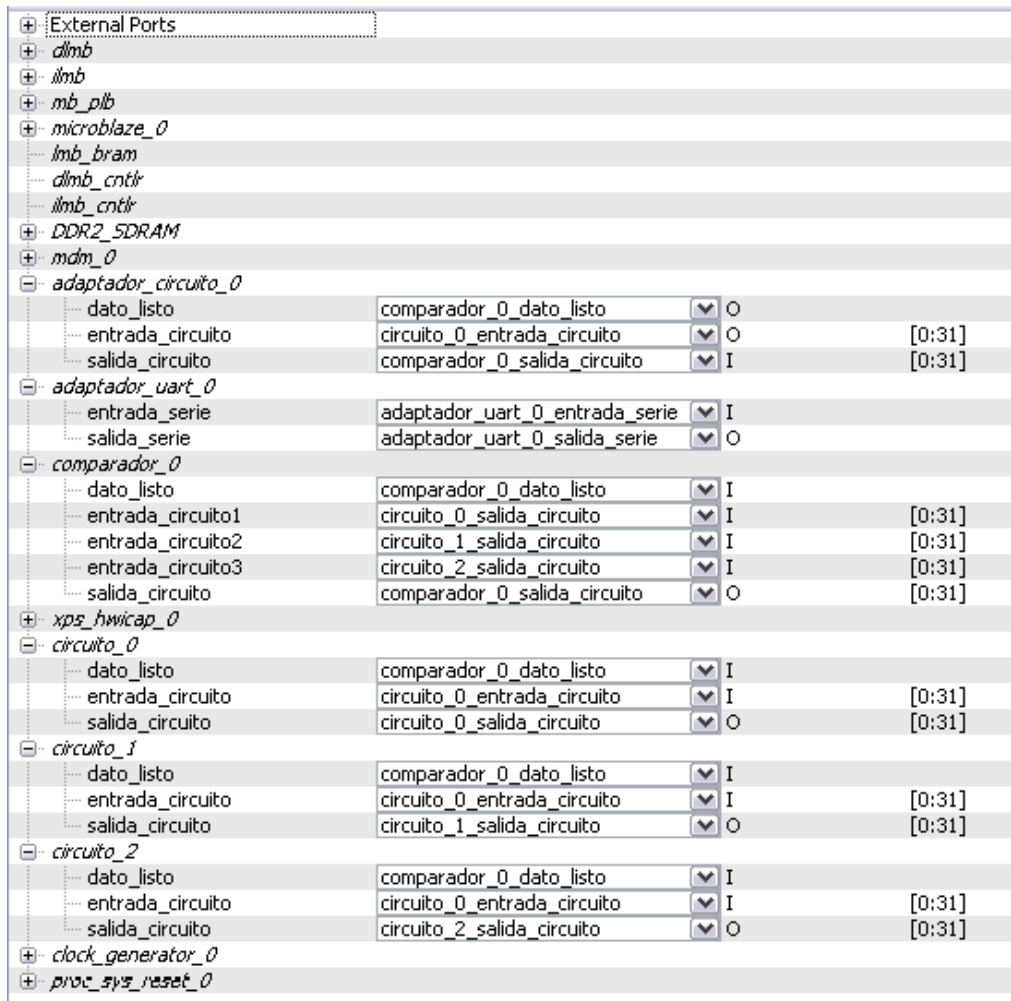 External Ports
dlmb
ilmb
mb_plb
microblaze_0
lmb_bram
dlmb_cntlr
ilmb_cntlr
DDR2_SDRAM
mdm_0
adaptador_circuito_0
dato_listo comparador_0_dato_listo O
entrada_circuito circuito_0_entrada_circuito O [0:31]
salida_circuito comparador_0_salida_circuito I [0:31]
adaptador_uart_0
entrada_serie adaptador_uart_0_entrada_serie I
salida_serie adaptador_uart_0_salida_serie O
comparador_0
dato_listo comparador_0_dato_listo I
entrada_circuito1 circuito_0_salida_circuito I [0:31]
entrada_circuito2 circuito_1_salida_circuito I [0:31]
entrada_circuito3 circuito_2_salida_circuito I [0:31]
salida_circuito comparador_0_salida_circuito O [0:31]
xps_hwicap_0
circuito_0
dato_listo comparador_0_dato_listo I
entrada_circuito circuito_0_entrada_circuito I [0:31]
salida_circuito circuito_0_salida_circuito O [0:31]
circuito_1
dato_listo comparador_0_dato_listo I
entrada_circuito circuito_0_entrada_circuito I [0:31]
salida_circuito circuito_1_salida_circuito O [0:31]
circuito_2
dato_listo comparador_0_dato_listo I
entrada_circuito circuito_0_entrada_circuito I [0:31]
salida_circuito circuito_2_salida_circuito O [0:31]
clock_generator_0
proc_sys_reset_0